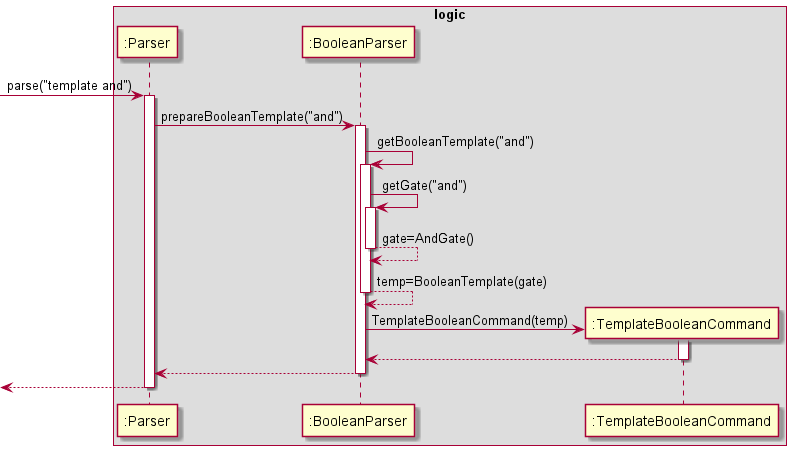 logic
:Parser
:BooleanParser
parse("template and")
prepareBooleanTemplate("and")
getBooleanTemplate("and")
getGate("and")
gate=AndGate()
temp=BooleanTemplate(gate)
TemplateBooleanCommand(temp)
:TemplateBooleanCommand
:Parser
:BooleanParser
:TemplateBooleanCommand